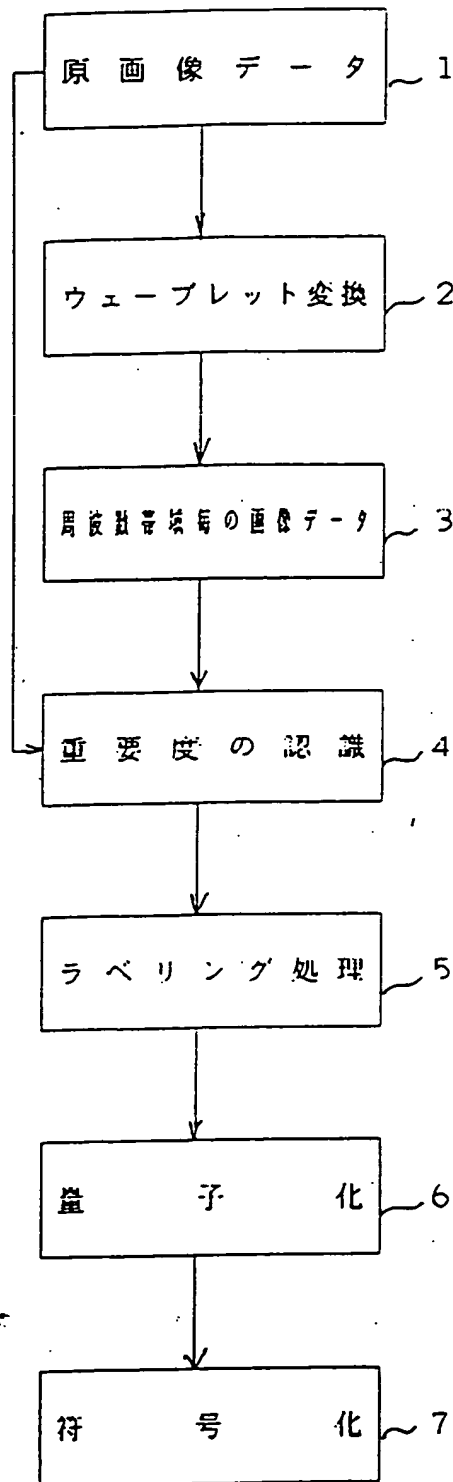 原画像データ 1
ウェーブレット変換 2
周波数帯域毎の画像データ 3
重要度の認識 4
ラベリング処理 5
量子化 6
符号化 7